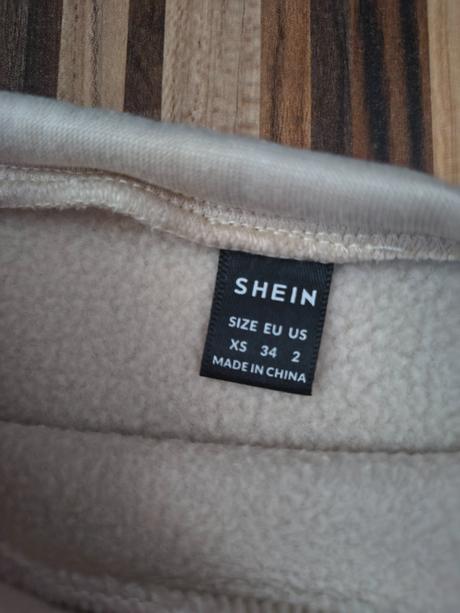 SHEIN
SIZE EU US
XS 34 2
MADE IN CHINA